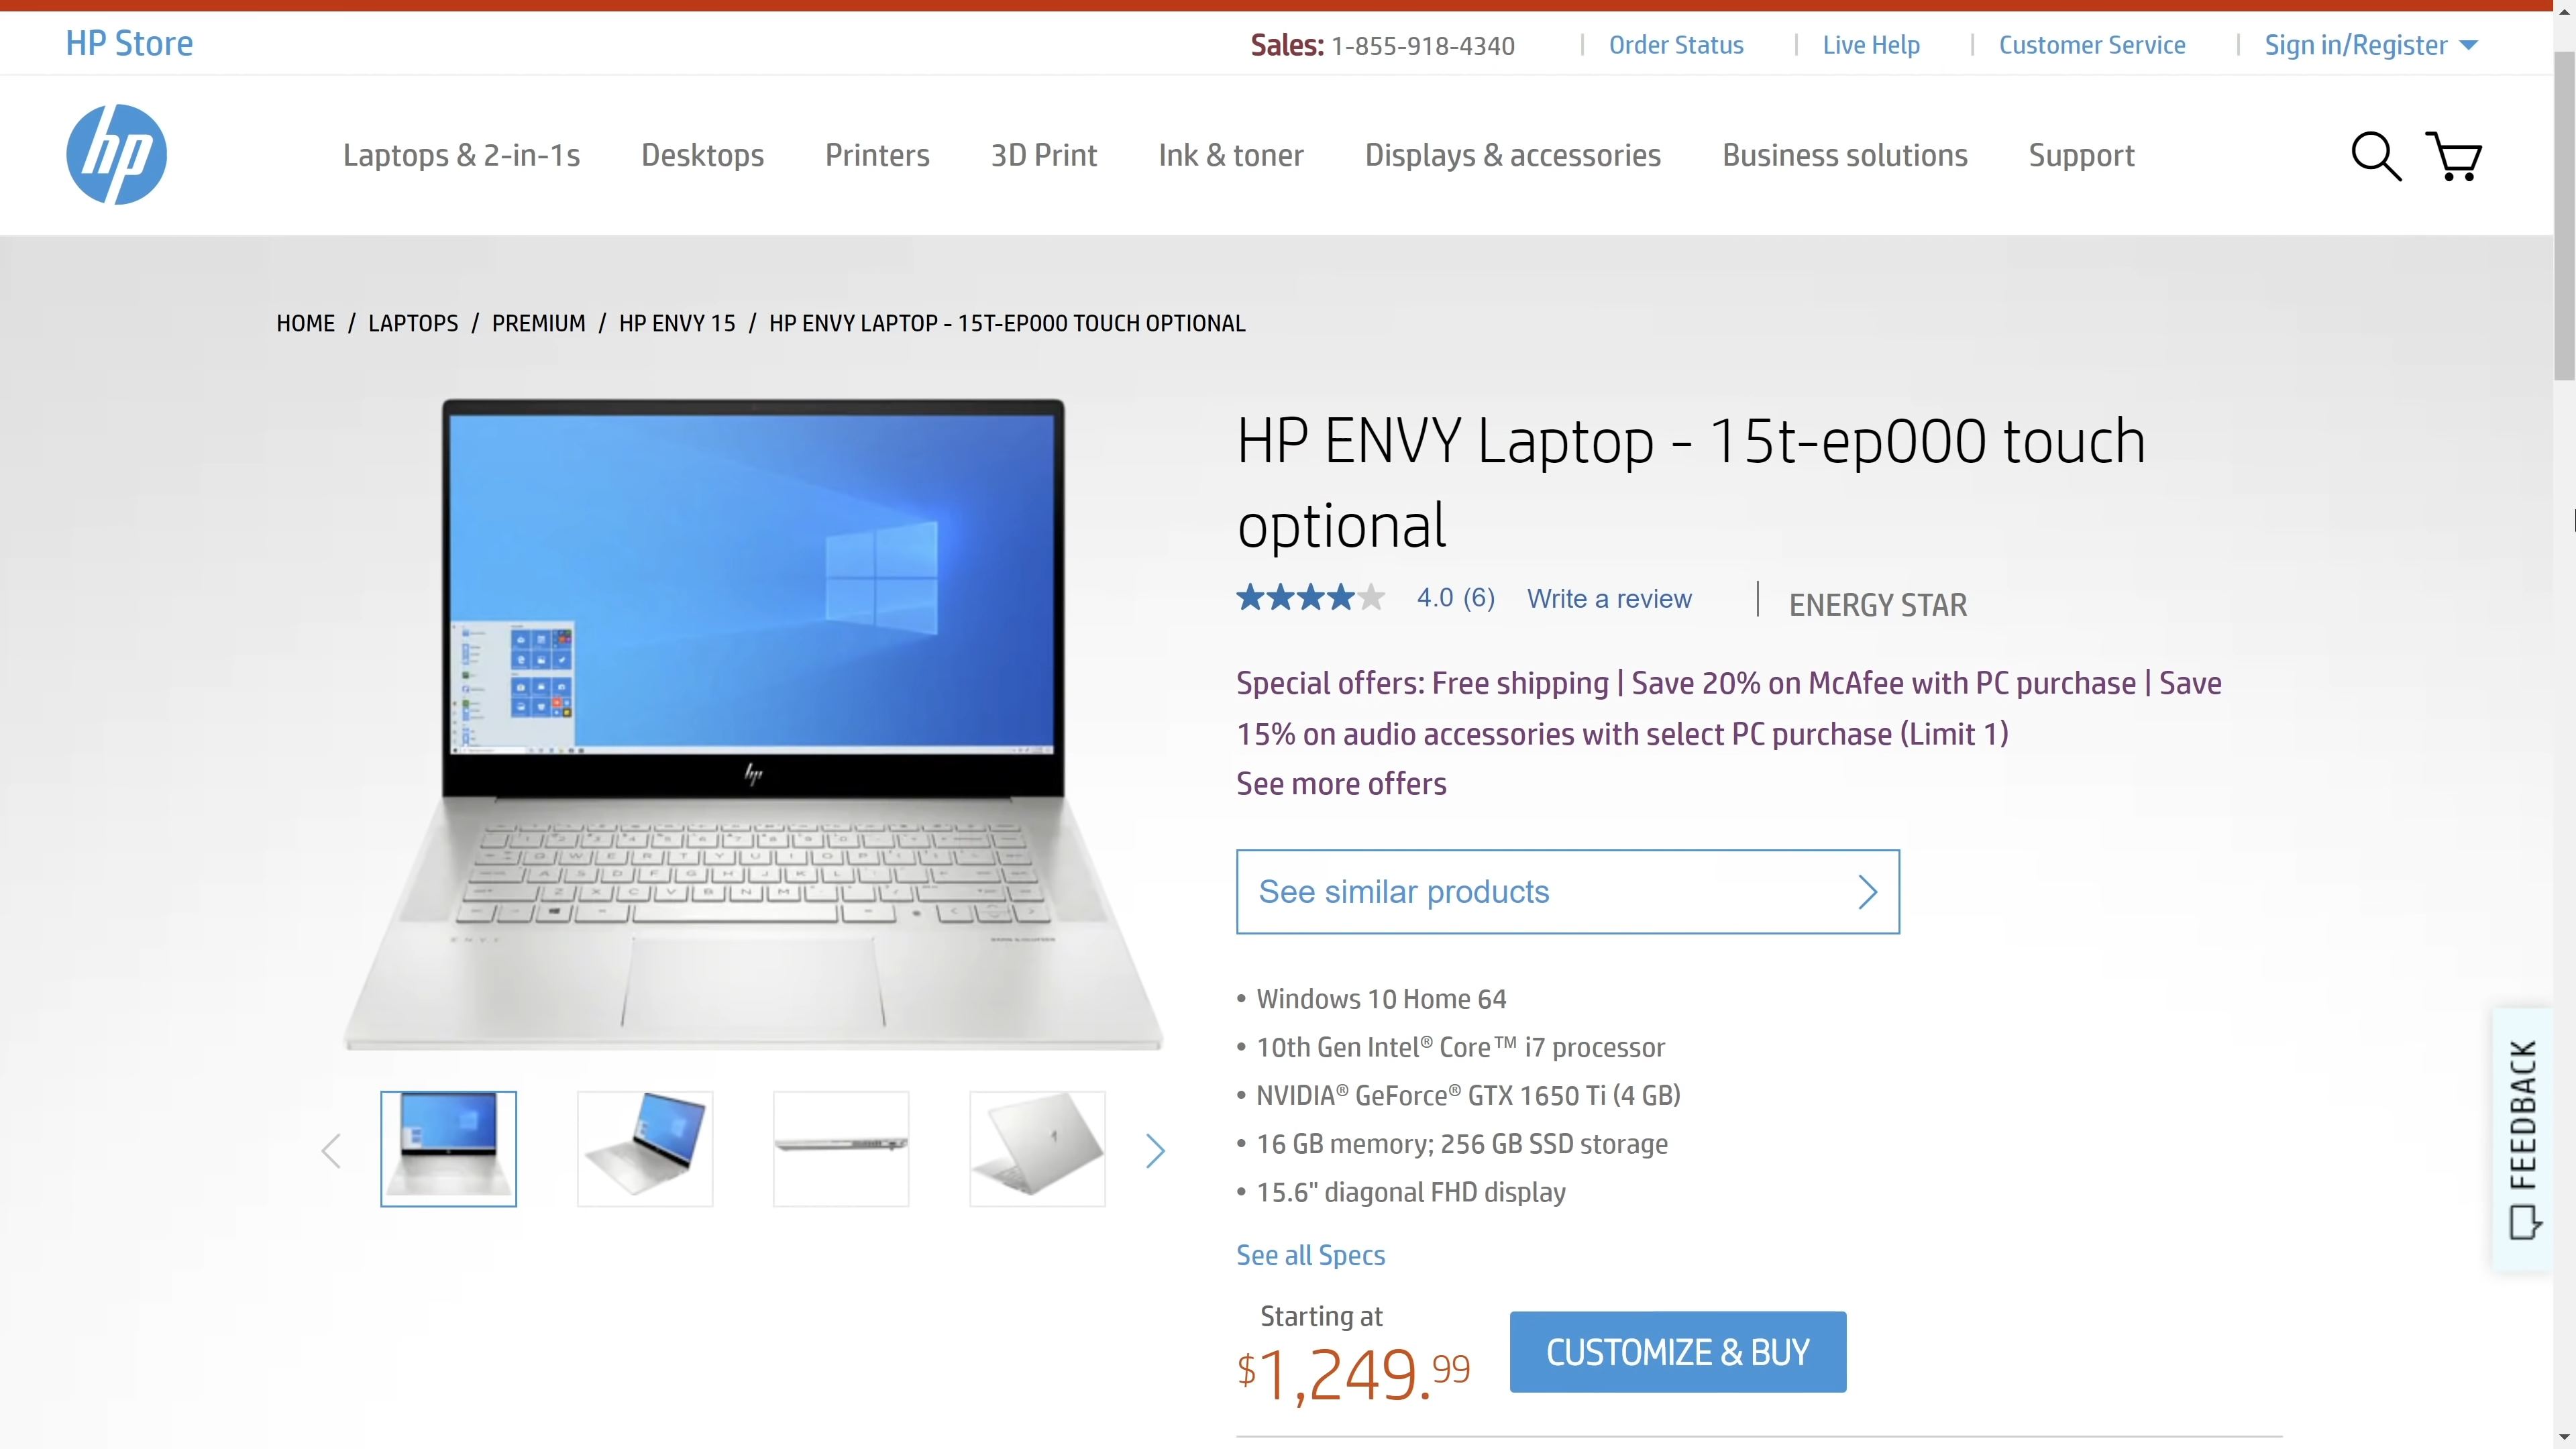 HP Store
Sales: 1-855-918-4340 | Order Status | Live Help | Customer Service | Sign in/Register
hp
Laptops & 2-in-1s Desktops Printers 3D Print Ink & toner Displays & accessories Business solutions Support
HOME / LAPTOPS / PREMIUM / HP ENVY 15 / HP ENVY LAPTOP - 15T-EP000 TOUCH OPTIONAL
HP ENVY Laptop - 15t-ep000 touch
optional
4.0 (6) Write a review | ENERGY STAR
Special offers: Free shipping | Save 20% on McAfee with PC purchase | Save
15% on audio accessories with select PC purchase (Limit 1)
See more offers
See similar products
hp
Q W E R T Y U I O P
A S D F G H J K L
Z X C V B N M
ENVY
• Windows 10 Home 64
• 10th Gen Intel® Core™ i7 processor
• NVIDIA® GeForce® GTX 1650 Ti (4 GB)
• 16 GB memory; 256 GB SSD storage
• 15.6" diagonal FHD display
See all Specs
Starting at
$1,249.99
CUSTOMIZE & BUY
FEEDBACK